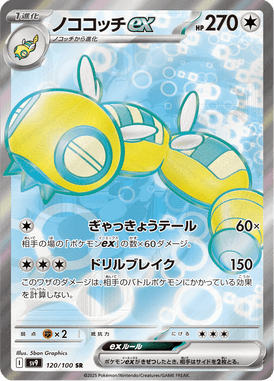 1進化
ノココッチex
HP 270
ノコッチから進化
ぎゃっきょうテール 60×
相手の場の「ポケモンex」の数×60ダメージ。
ドリルブレイク 150
このワザのダメージは、相手のバトルポケモンにかかっている効果を計算しない。
弱点 ×2 抵抗力 にげる
exルール
ポケモンexがきぜつしたとき、相手はサイドを2枚とる。
Illus. 5ban Graphics
I SV9 120/100 SR
©2025 Pokémon/Nintendo/Creatures/GAME FREAK.